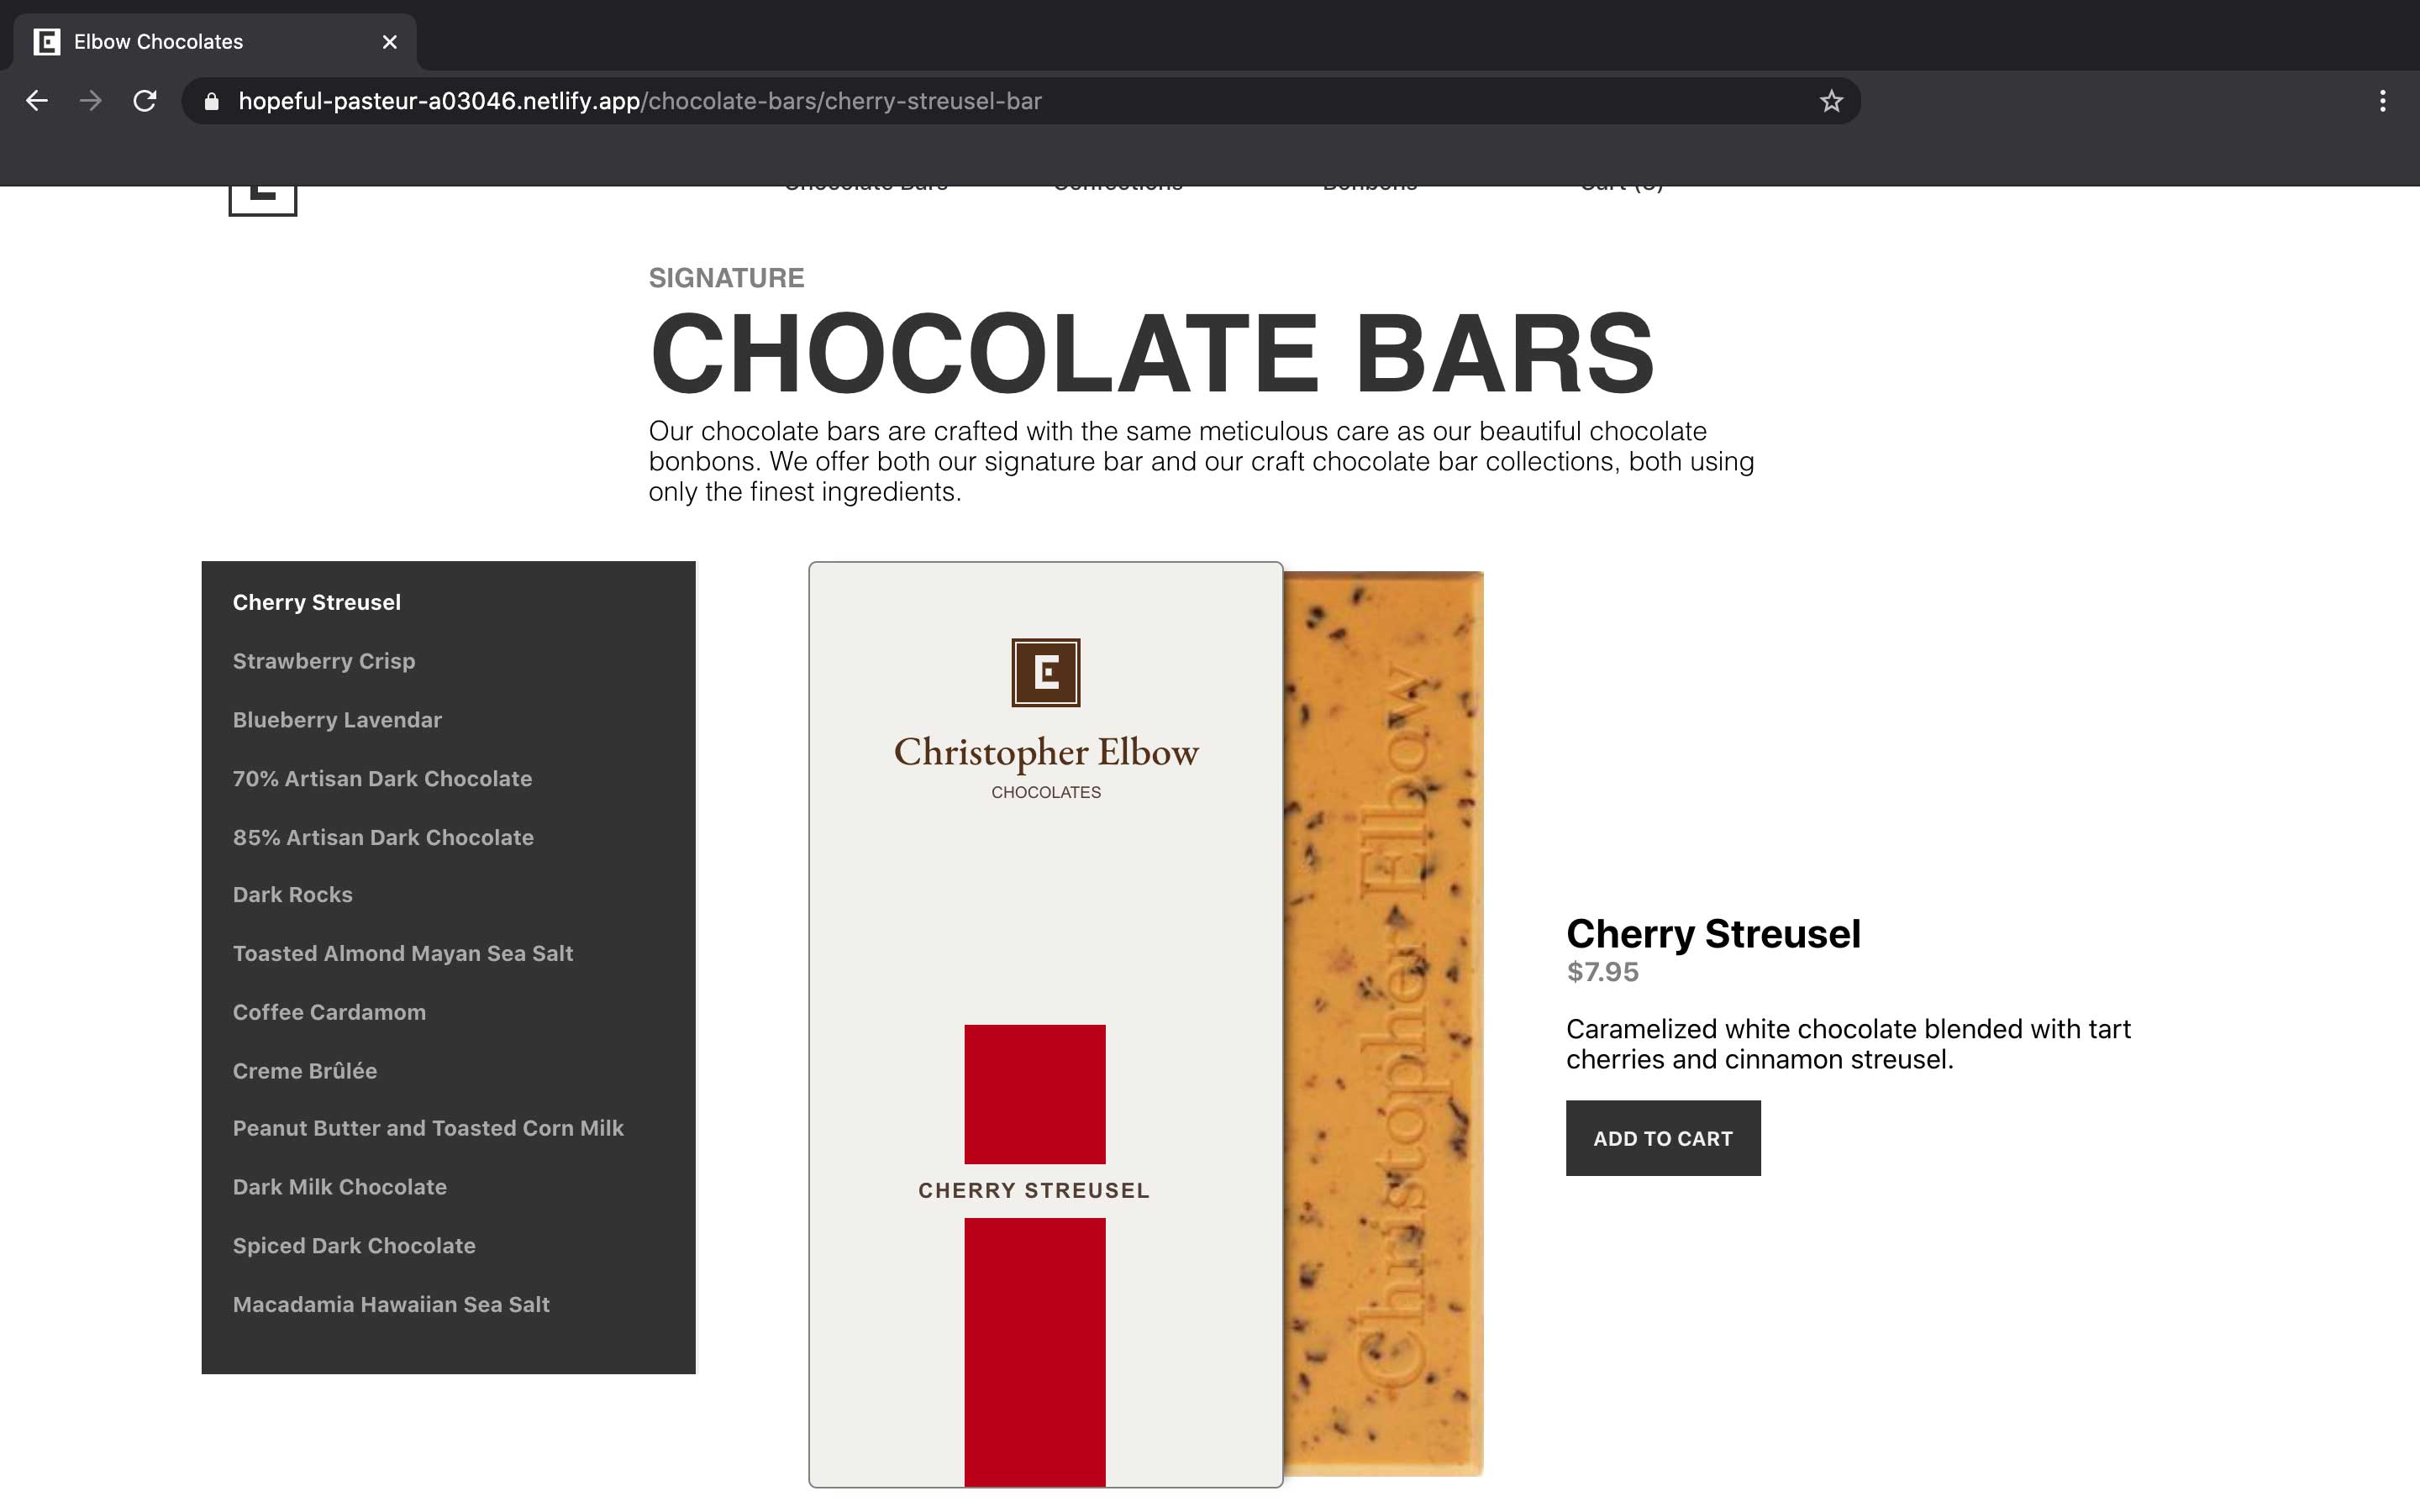 Elbow Chocolates
hopeful-pasteur-a03046.netlify.app/chocolate-bars/cherry-streusel-bar
Chocolate Bars Confections Bonbons Cart
SIGNATURE
CHOCOLATE BARS
Our chocolate bars are crafted with the same meticulous care as our beautiful chocolate
bonbons. We offer both our signature bar and our craft chocolate bar collections, both using
only the finest ingredients.
Cherry Streusel
Strawberry Crisp
Blueberry Lavendar
70% Artisan Dark Chocolate
85% Artisan Dark Chocolate
Dark Rocks
Toasted Almond Mayan Sea Salt
Coffee Cardamom
Creme Brûlée
Peanut Butter and Toasted Corn Milk
Dark Milk Chocolate
Spiced Dark Chocolate
Macadamia Hawaiian Sea Salt
E
Christopher Elbow
CHOCOLATES
CHERRY STREUSEL
Christopher Elbow
Cherry Streusel
$7.95
Caramelized white chocolate blended with tart
cherries and cinnamon streusel.
ADD TO CART